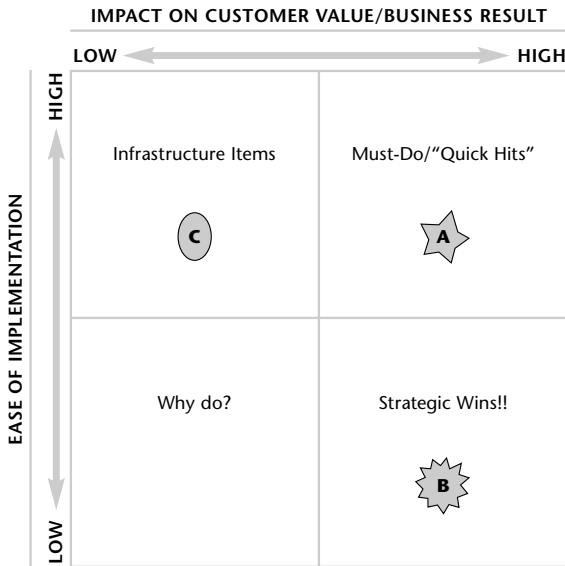 IMPACT ON CUSTOMER VALUE/BUSINESS RESULT
LOW
HIGH
HIGH
EASE OF IMPLEMENTATION
LOW
Infrastructure Items
Must-Do/“Quick Hits”
C
A
Why do?
Strategic Wins!!
B